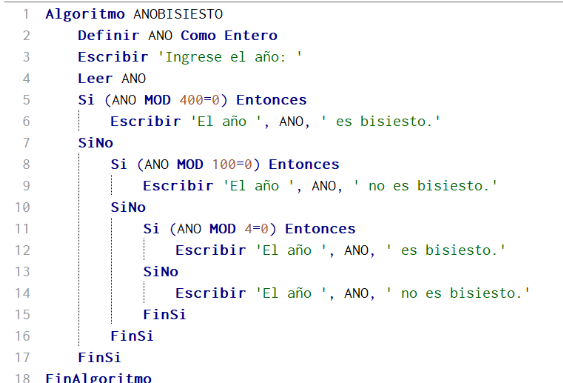 1 Algoritmo ANOBISIESTO
2 Definir ANO Como Entero
3 Escribir 'Ingrese el año: '
4 Leer ANO
5 Si (ANO MOD 400=0) Entonces
6 Escribir 'El año ', ANO, ' es bisiesto.'
7 SiNo
8 Si (ANO MOD 100=0) Entonces
9 Escribir 'El año ', ANO, ' no es bisiesto.'
10 SiNo
11 Si (ANO MOD 4=0) Entonces
12 Escribir 'El año ', ANO, ' es bisiesto.'
13 SiNo
14 Escribir 'El año ', ANO, ' no es bisiesto.'
15 FinSi
16 FinSi
17 FinSi
18 FinAlgoritmo